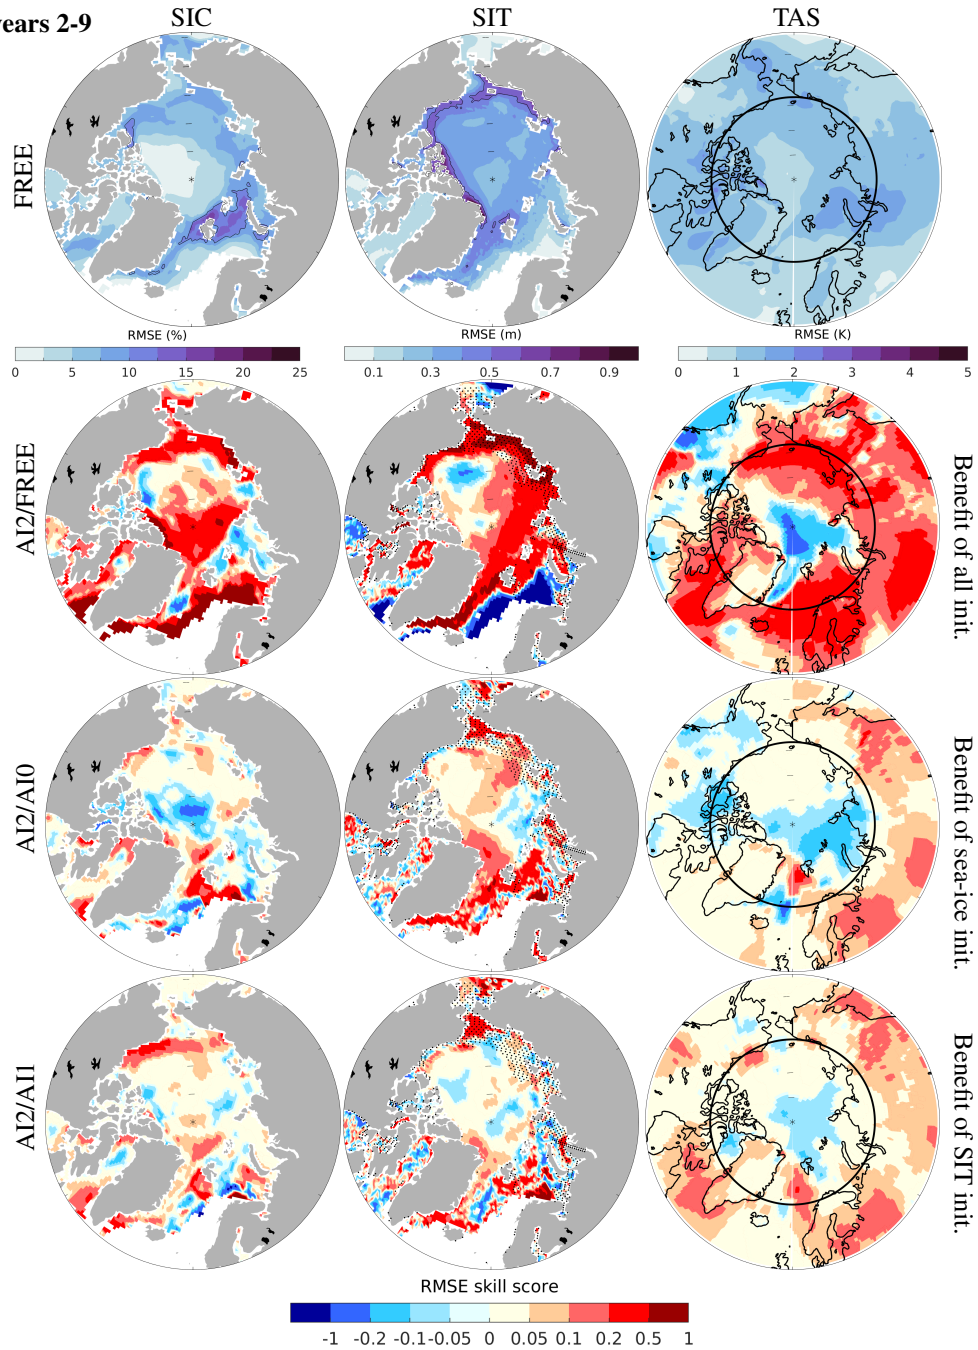 years 2-9
SIC
SIT
TAS
FREE
RMSE (%)
0 5 10 15 20 25
RMSE (m)
0.1 0.3 0.5 0.7 0.9
RMSE (K)
0 1 2 3 4 5
AI2/FREE
Benefit of all init.
AI2/AI0
Benefit of sea-ice init.
AI2/AI1
Benefit of SIT init.
RMSE skill score
-1 -0.2 -0.1 -0.05 0 0.05 0.1 0.2 0.5 1